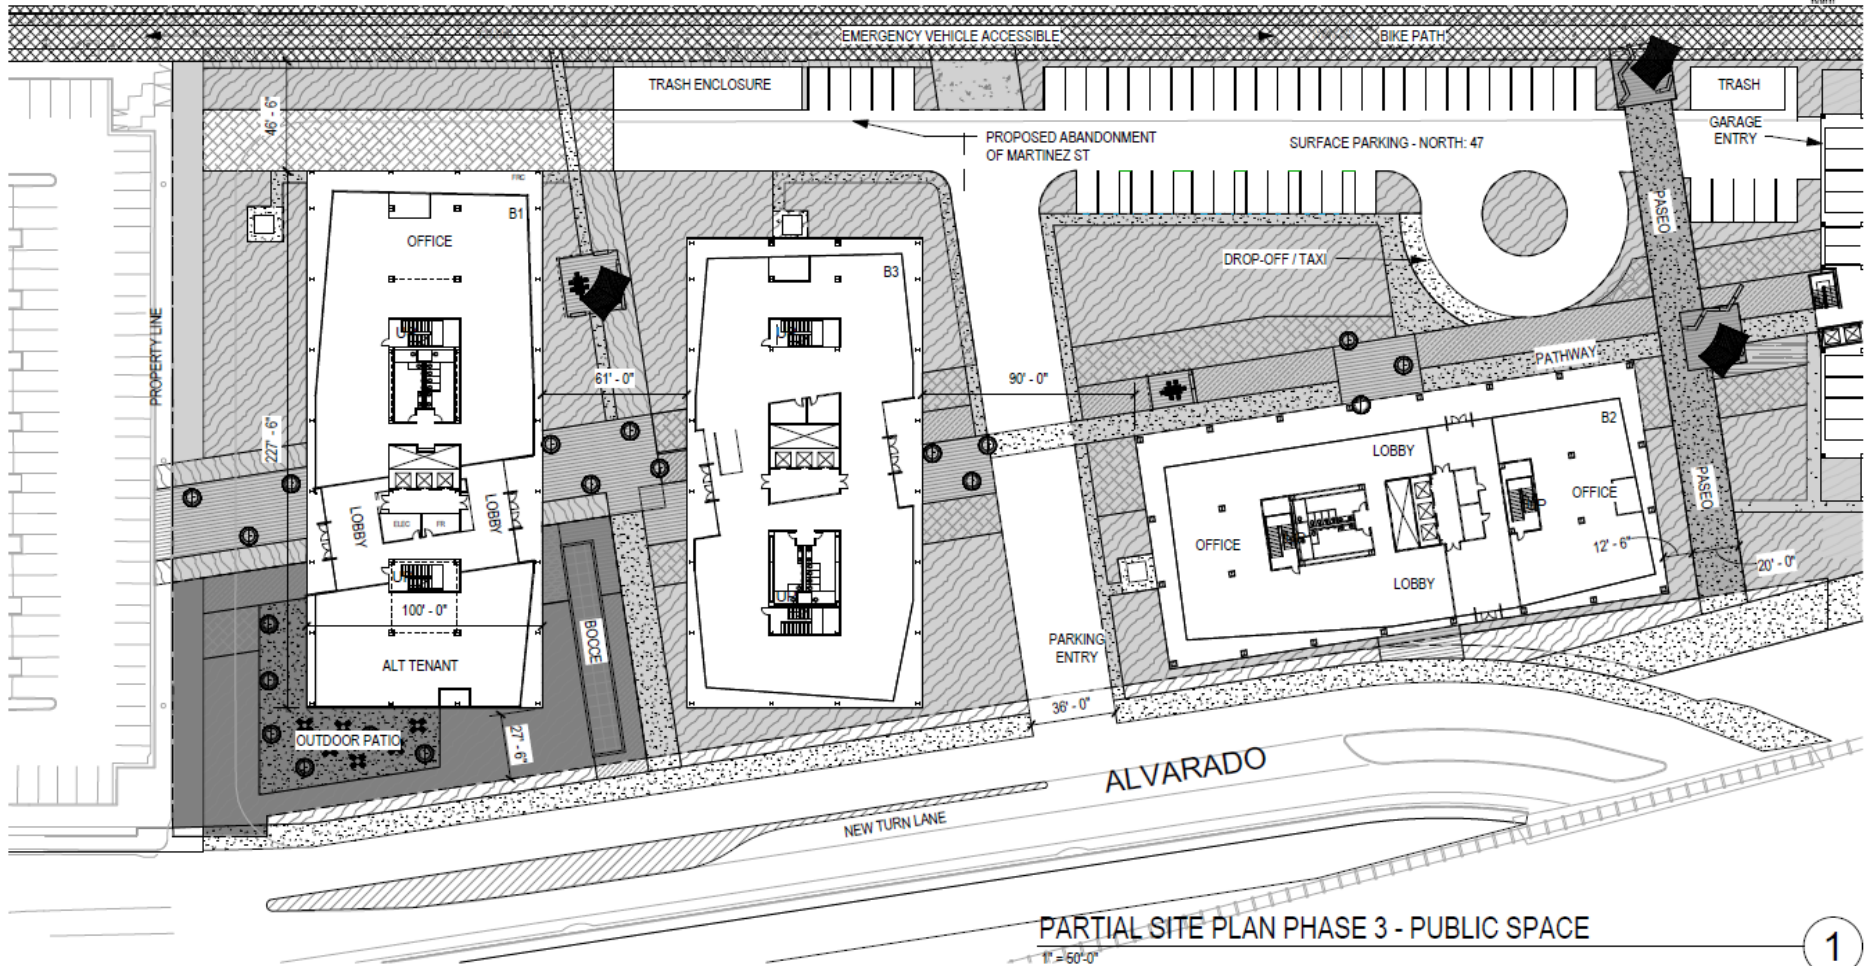 EMERGENCY VEHICLE ACCESSIBLE
BIKE PATH
TRASH ENCLOSURE
TRASH
46' - 6"
PROPOSED ABANDONMENT
OF MARTINEZ ST
SURFACE PARKING - NORTH: 47
GARAGE
ENTRY
FRC
B1
OFFICE
PASEO
B3
DROP-OFF / TAXI
PROPERTY LINE
UP
PATHWAY
61' - 0"
90' - 0"
227' - 6"
B2
LOBBY
OFFICE
PASEO
LOBBY
LOBBY
ELEC
FR
OFFICE
12' - 6"
20' - 0"
LOBBY
100' - 0"
BOCCE
PARKING
ENTRY
ALT TENANT
36' - 0"
OUTDOOR PATIO
27' - 6"
ALVARADO
NEW TURN LANE
PARTIAL SITE PLAN PHASE 3 - PUBLIC SPACE
1" = 50'-0"
1